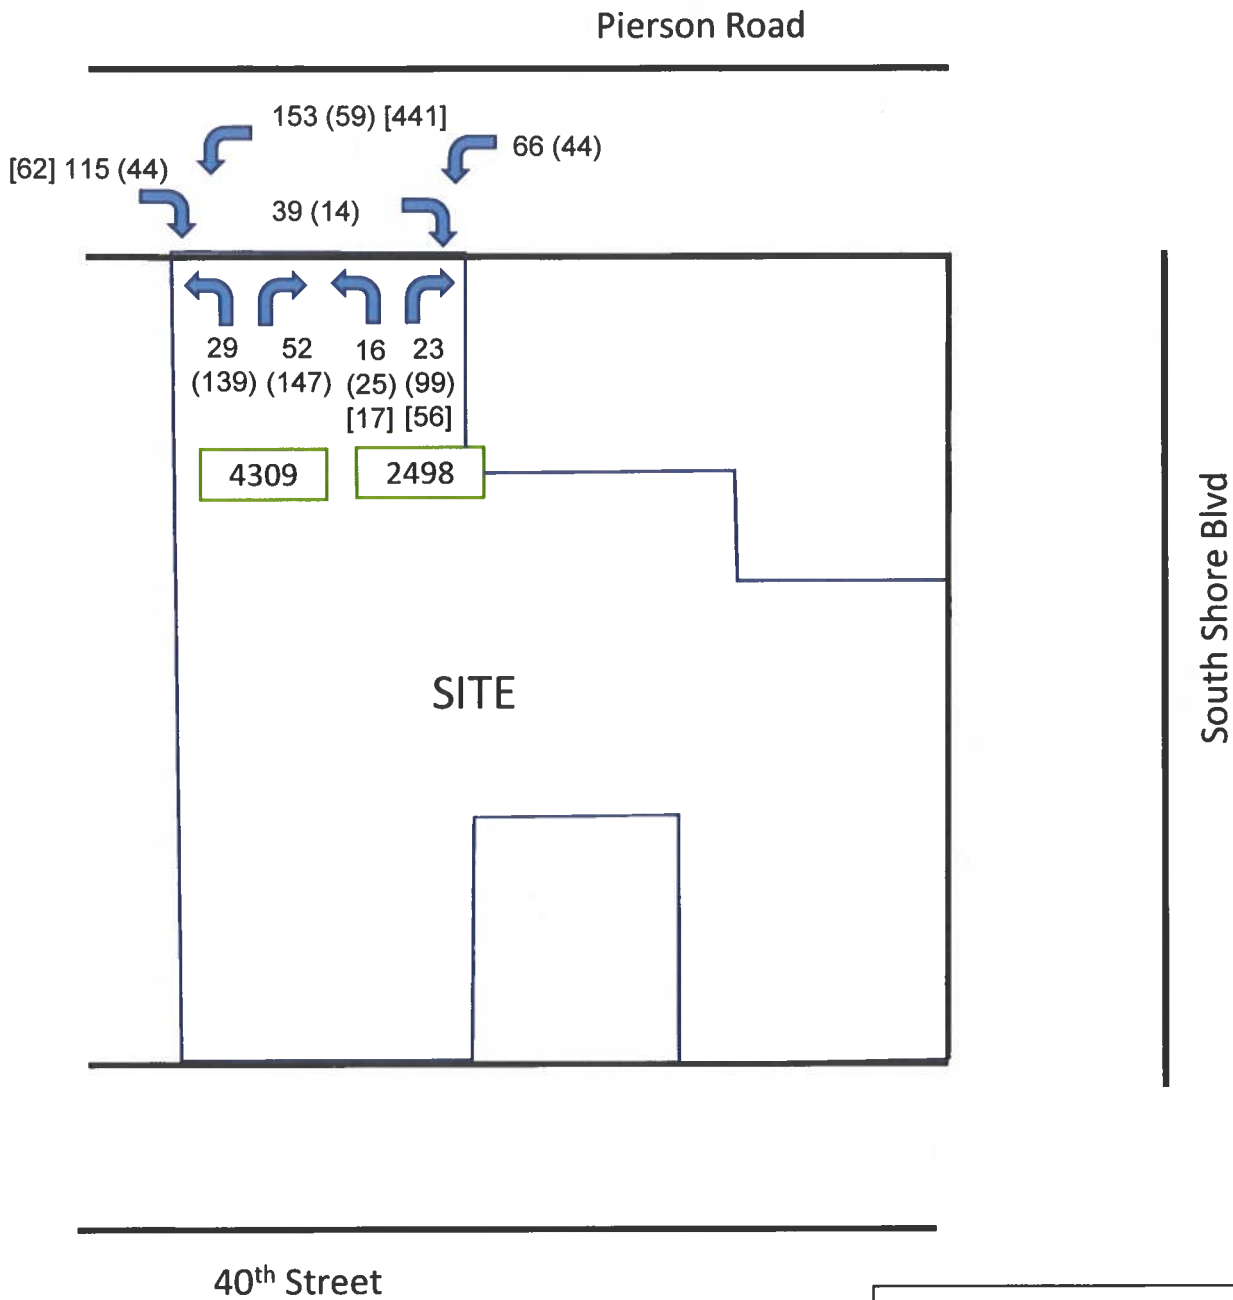 Pierson Road
153 (59) [441]
66 (44)
[62] 115 (44)
39 (14)
29 52 16 23
(139) (147) (25) (99)
[17] [56]
4309 2498
SITE
South Shore Blvd
40th Street